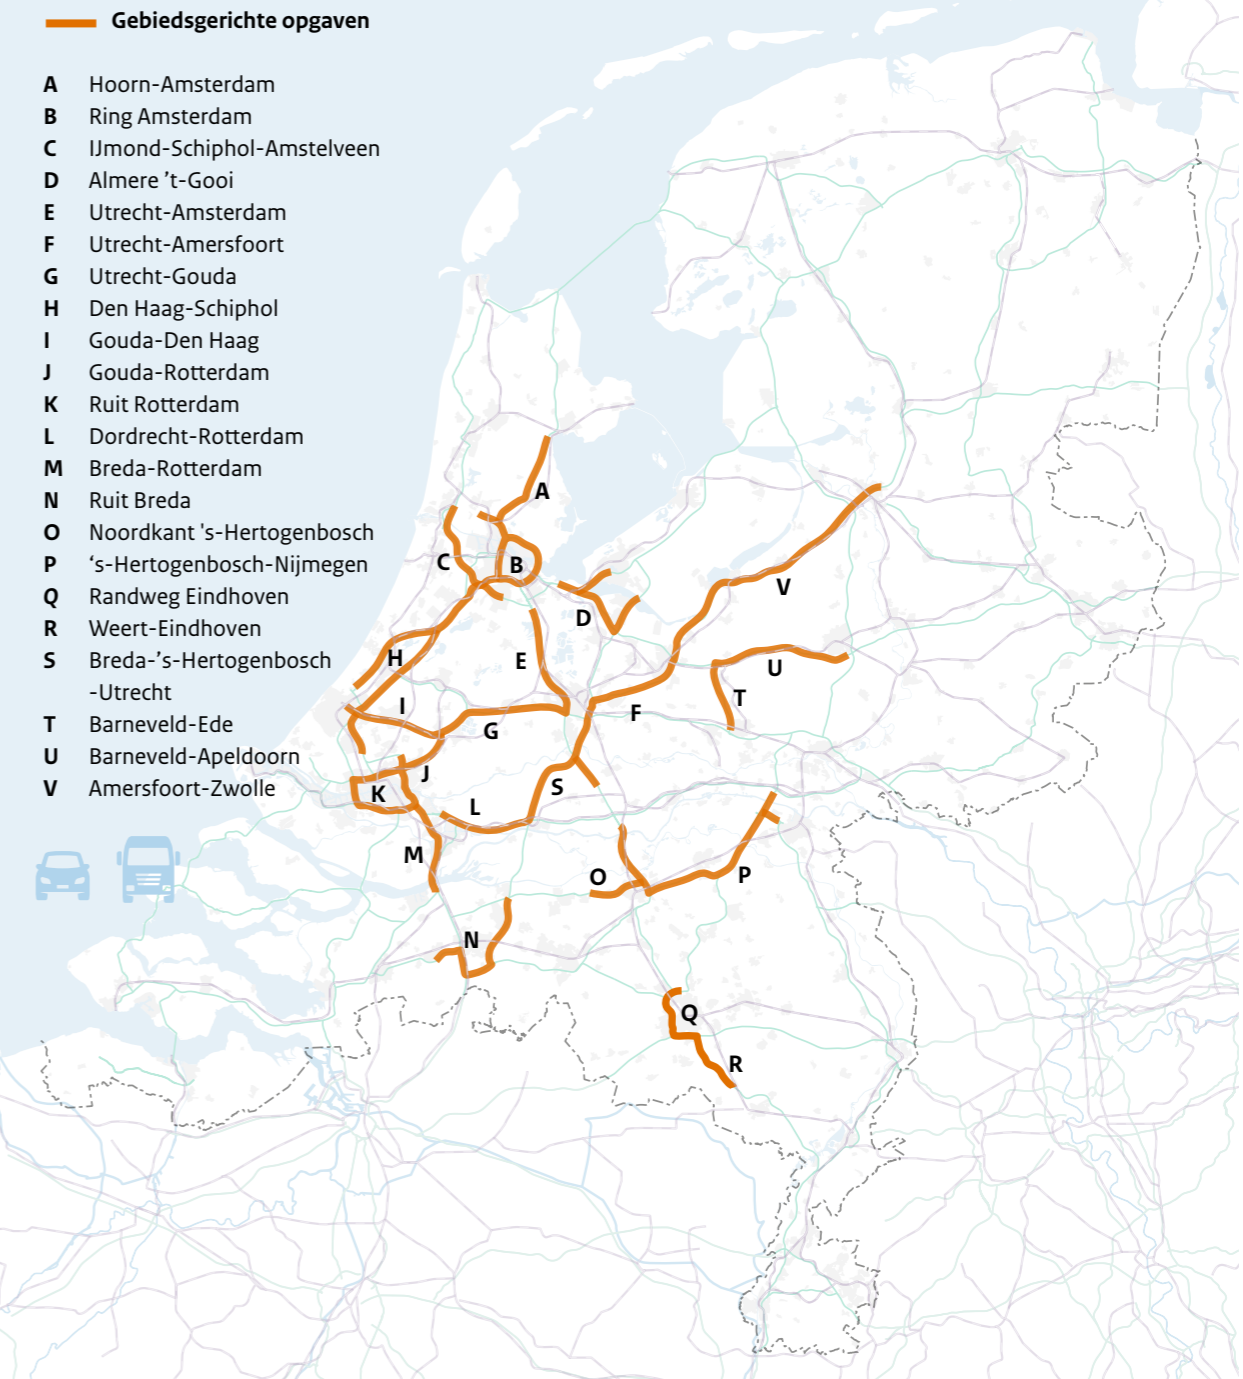 Gebiedsgerichte opgaven
A Hoorn-Amsterdam
B Ring Amsterdam
C IJmond-Schiphol-Amstelveen
D Almere ’t-Gooi
E Utrecht-Amsterdam
F Utrecht-Amersfoort
G Utrecht-Gouda
H Den Haag-Schiphol
I Gouda-Den Haag
J Gouda-Rotterdam
K Ruit Rotterdam
L Dordrecht-Rotterdam
M Breda-Rotterdam
N Ruit Breda
O Noordkant 's-Hertogenbosch
P ‘s-Hertogenbosch-Nijmegen
Q Randweg Eindhoven
R Weert-Eindhoven
S Breda-’s-Hertogenbosch
-Utrecht
T Barneveld-Ede
U Barneveld-Apeldoorn
V Amersfoort-Zwolle
A
B
C
V
D
H
E
U
T
I
F
G
J
S
K
L
M
O
P
N
Q
R